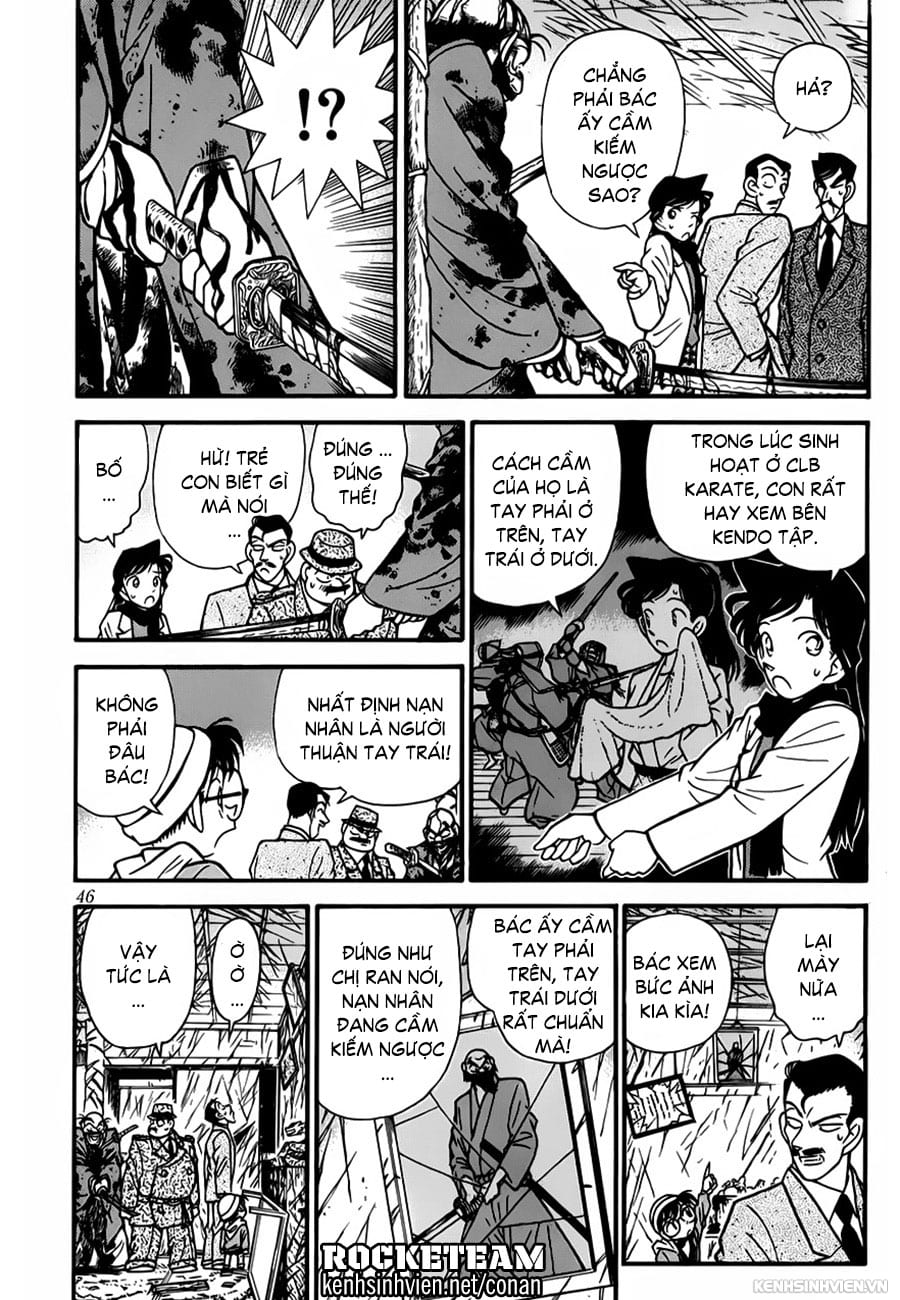 HẢ?
CHẲNG
PHẢI BÁC
ẤY CẦM
KIẾM
NGƯỢC
SAO?
!?
TRONG LÚC SINH
HOẠT Ở CLB
KARATE, CON RẤT
HAY XEM BÊN
KENDO TẬP.
CÁCH CẦM
CỦA HỌ LÀ
TAY PHẢI Ở
TRÊN, TAY
TRÁI Ở DƯỚI.
ĐÚNG ...
ĐÚNG
THẾ!
HỪ! TRẺ
CON BIẾT GÌ
MÀ NÓI
...
BỐ
...
NHẤT ĐỊNH NẠN
NHÂN LÀ NGƯỜI
THUẬN TAY TRÁI!
KHÔNG
PHẢI
ĐÂU
BÁC!
46
LẠI
MÀY
NỮA
...
BÁC XEM
BỨC ẢNH
KIA KÌA!
BÁC ẤY CẦM
TAY PHẢI
TRÊN, TAY
TRÁI DƯỚI
RẤT CHUẨN
MÀ!
ĐÚNG NHƯ
CHỊ RAN NÓI,
NẠN NHÂN
ĐANG CẦM
KIẾM NGƯỢC
...
Ờ
Ờ
...
VẬY
TỨC LÀ
...
ROCKETEAM
kenhsinhvien.net/conan
KENHSINHVIEN.VN